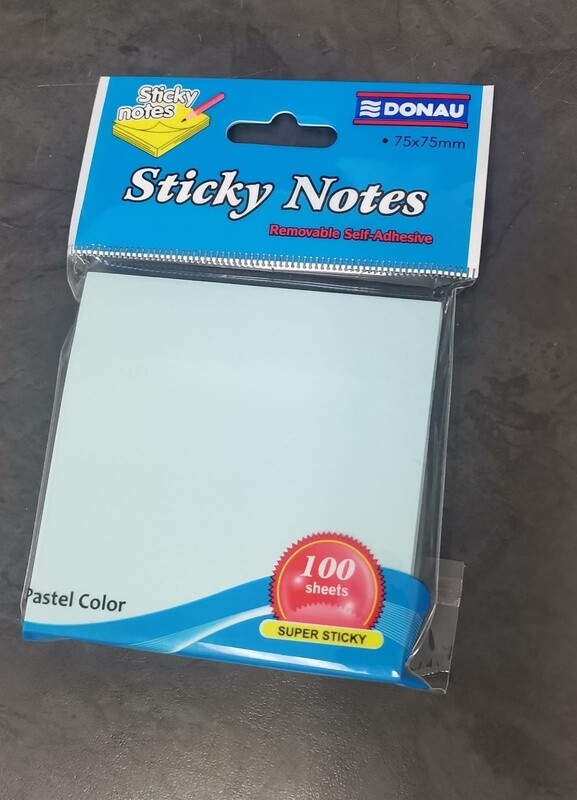 Sticky
notes
DONAU
• 75x75mm
Sticky Notes
Removable Self-Adhesive
100
sheets
SUPER STICKY
Pastel Color